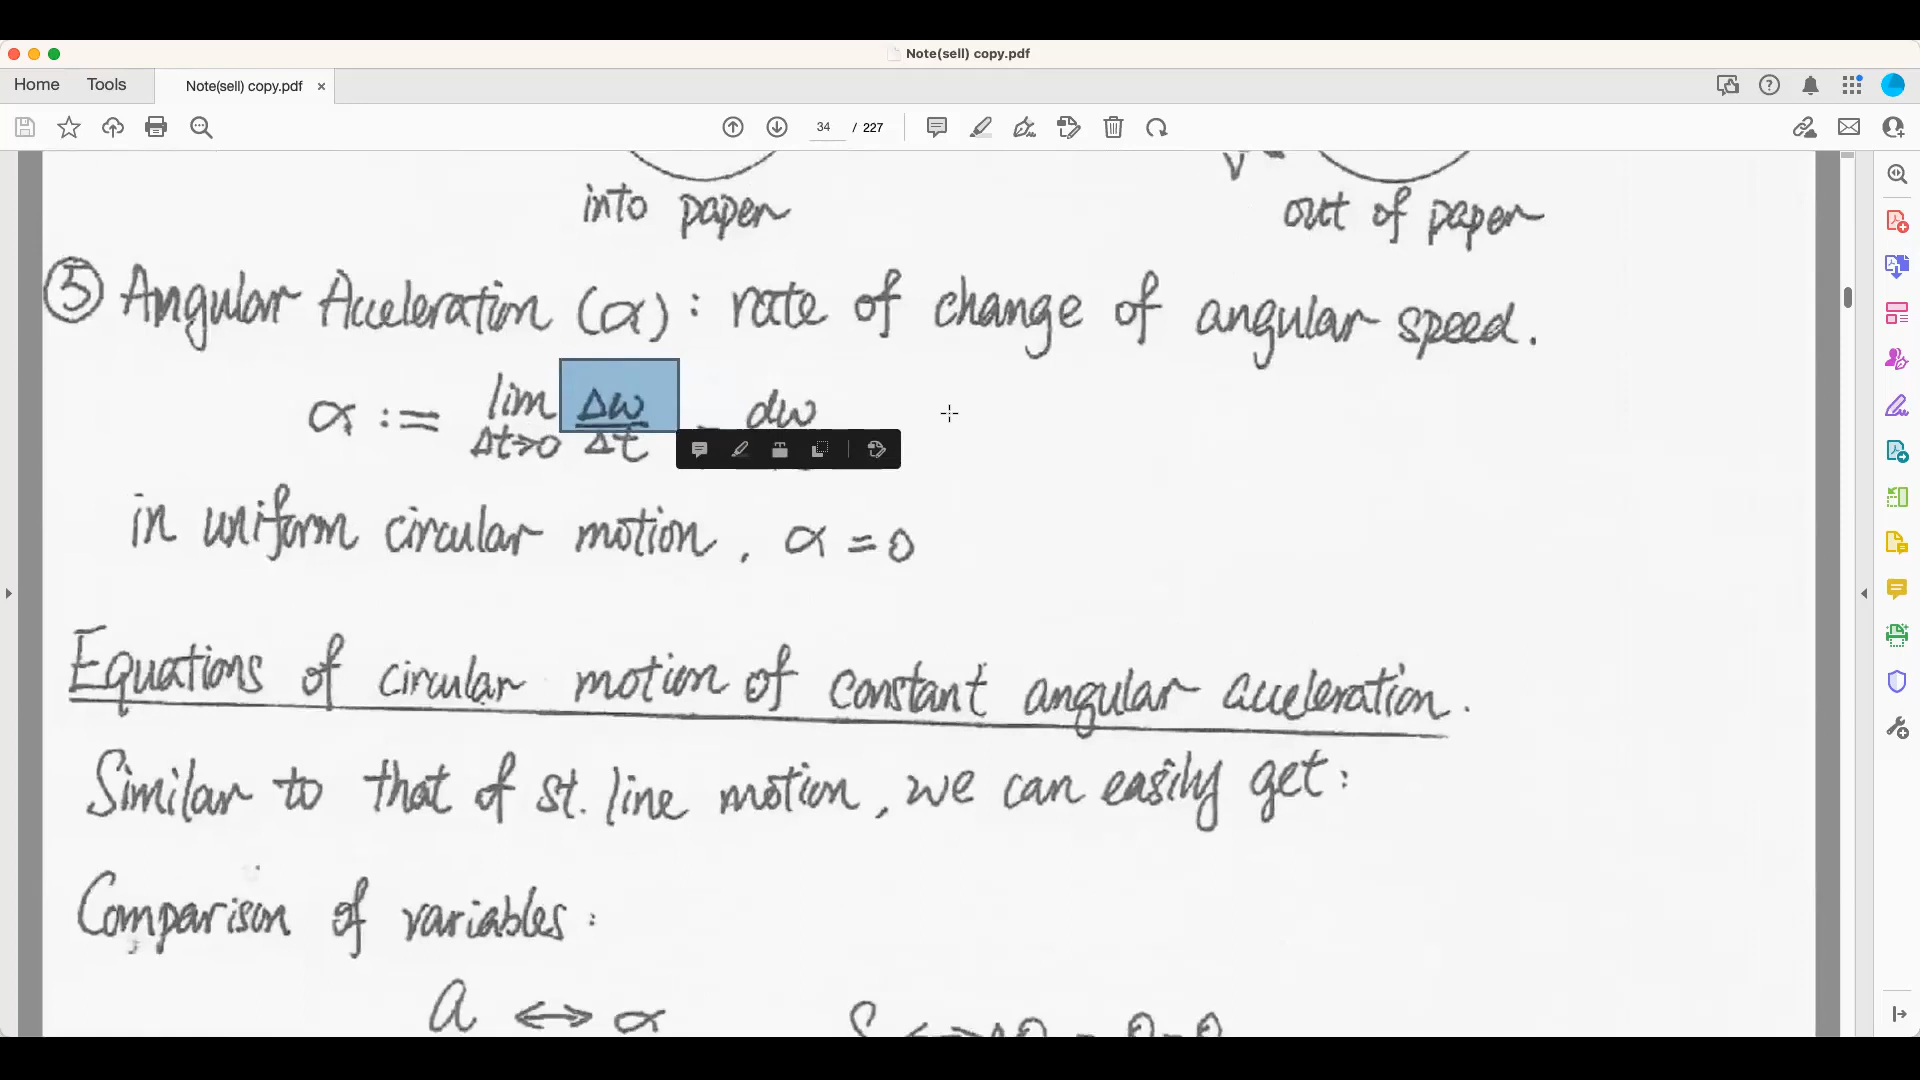 Note(sell) copy.pdf
Home Tools Note(sell) copy.pdf ×
34 / 227
V
into paper out of paper
⑤ Angular Acceleration (α): rate of change of angular speed.
α := lim Δω/Δt = dω
Δt→0
in uniform circular motion, α = 0
Equations of circular motion of constant angular acceleration.
Similar to that of st. line motion, we can easily get:
Comparison of variables:
a ⟷ α